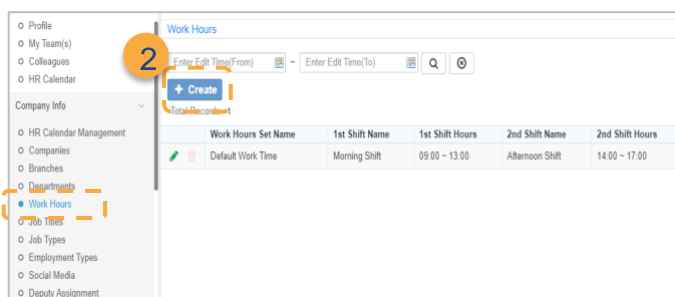 Profile
My Team(s)
Colleagues
HR Calendar
Company Info
HR Calendar Management
Companies
Branches
Departments
Work Hours
Job Titles
Job Types
Employment Types
Social Media
Deputy Assignment
Work Hours
2
Enter Edit Time(From) ~ Enter Edit Time(To)
+ Create
Total Records: 1
Work Hours Set Name 1st Shift Name 1st Shift Hours 2nd Shift Name 2nd Shift Hours
Default Work Time Morning Shift 09:00 ~ 13:00 Afternoon Shift 14:00 ~ 17:00